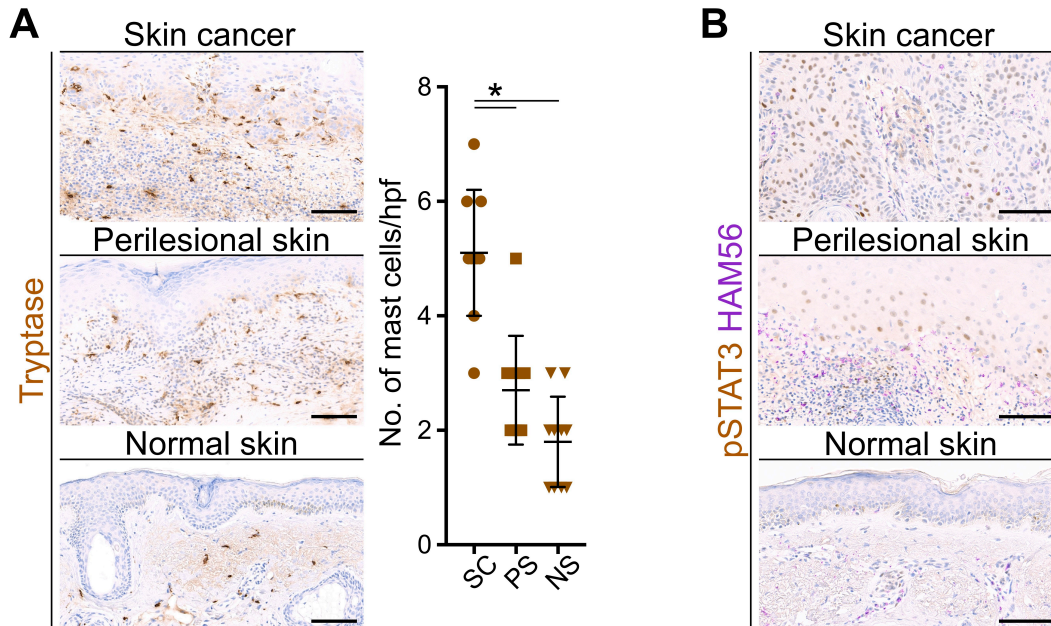 A
Skin cancer
Perilesional skin
Normal skin
Tryptase
No. of mast cells/hpf
8
6
4
2
0
*
SC
PS
NS
B
Skin cancer
Perilesional skin
Normal skin
pSTAT3 HAM56